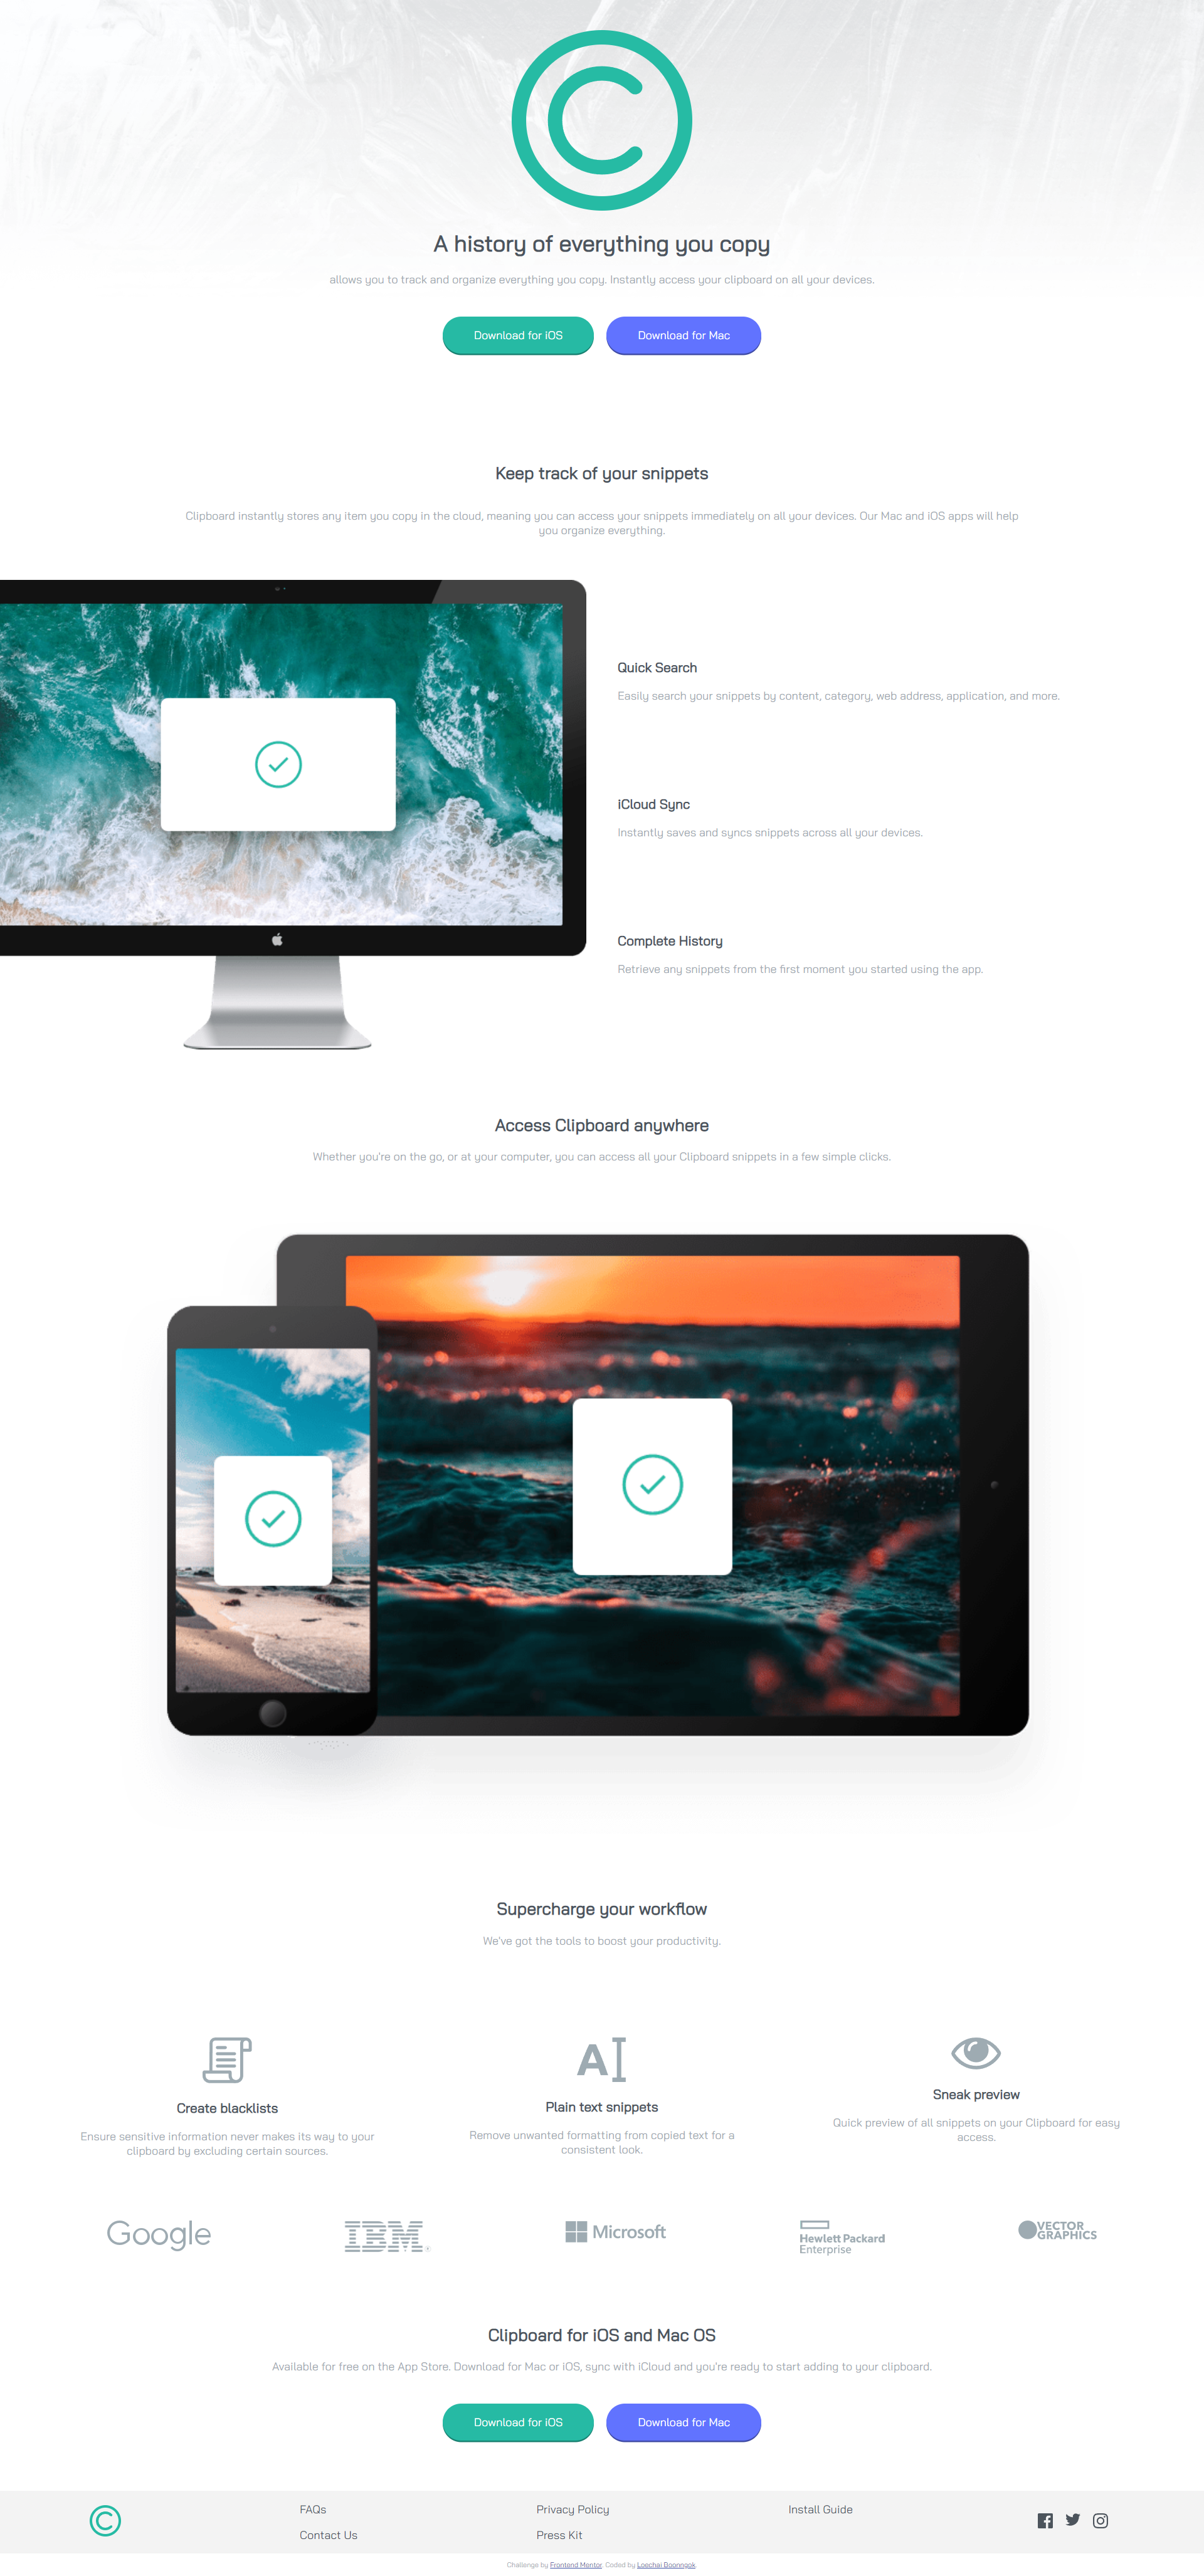 A history of everything you copy
allows you to track and organize everything you copy. Instantly access your clipboard on all your devices.
Download for iOS
Download for Mac
Keep track of your snippets
Clipboard instantly stores any item you copy in the cloud, meaning you can access your snippets immediately on all your devices. Our Mac and iOS apps will help
you organize everything.
Quick Search
Easily search your snippets by content, category, web address, application, and more.
iCloud Sync
Instantly saves and syncs snippets across all your devices.
Complete History
Retrieve any snippets from the first moment you started using the app.
Access Clipboard anywhere
Whether you're on the go, or at your computer, you can access all your Clipboard snippets in a few simple clicks.
Supercharge your workflow
We've got the tools to boost your productivity.
Create blacklists
Ensure sensitive information never makes its way to your
clipboard by excluding certain sources.
Plain text snippets
Remove unwanted formatting from copied text for a
consistent look.
Sneak preview
Quick preview of all snippets on your Clipboard for easy
access.
Google
IBM
Microsoft
Hewlett Packard
Enterprise
VECTOR
GRAPHICS
Clipboard for iOS and Mac OS
Available for free on the App Store. Download for Mac or iOS, sync with iCloud and you're ready to start adding to your clipboard.
Download for iOS
Download for Mac
FAQs
Contact Us
Privacy Policy
Press Kit
Install Guide
Challenge by Frontend Mentor. Coded by Loechai Boonngok.